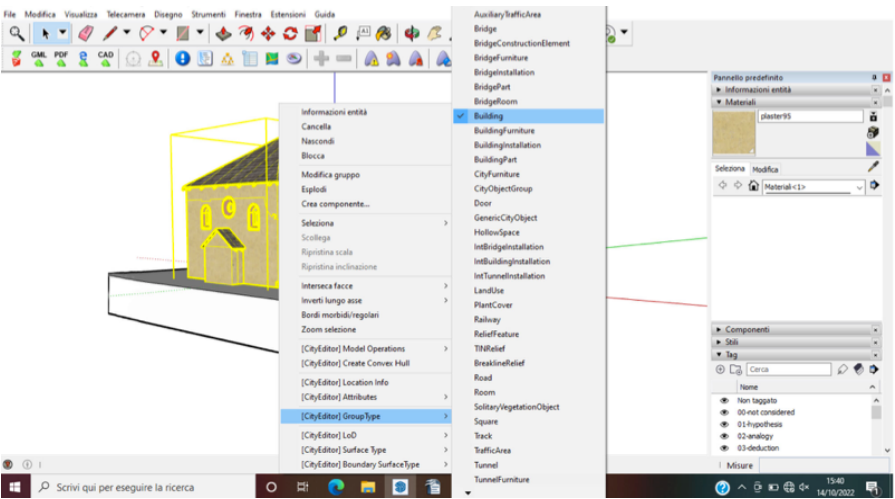 File Modifica Visualizza Telecamera Disegno Strumenti Finestra Estensioni Guida
GML PDF CAD
Informazioni entità
Cancella
Nascondi
Blocca
Modifica gruppo
Esplodi
Crea componente...
Seleziona
Scollega
Ripristina scala
Ripristina inclinazione
Interseca facce
Inverti lungo asse
Bordi morbidi/regolari
Zoom selezione
[CityEditor] Model Operations
[CityEditor] Create Convex Hull
[CityEditor] Location Info
[CityEditor] Attributes
[CityEditor] GroupType
[CityEditor] LoD
[CityEditor] Surface Type
[CityEditor] Boundary SurfaceType
AuxiliaryTrafficArea
Bridge
BridgeConstructionElement
BridgeFurniture
BridgeInstallation
BridgePart
BridgeRoom
Building
BuildingFurniture
BuildingInstallation
BuildingPart
CityFurniture
CityObjectGroup
Door
GenericCityObject
HollowSpace
IntBridgeInstallation
IntBuildingInstallation
IntTunnelInstallation
LandUse
PlantCover
Railway
ReliefFeature
TINRelief
BreaklineRelief
Road
Room
SolitaryVegetationObject
Square
Track
TrafficArea
Tunnel
TunnelFurniture
Pannello predefinito
Informazioni entità
Materiali
plaster95
Seleziona Modifica
Materiali<1>
Componenti
Stili
Tag
Cerca
Nome
Non taggato
00-not considered
01-hypothesis
02-analogy
03-deduction
Misure
Scrivi qui per eseguire la ricerca
15:40
14/10/2022